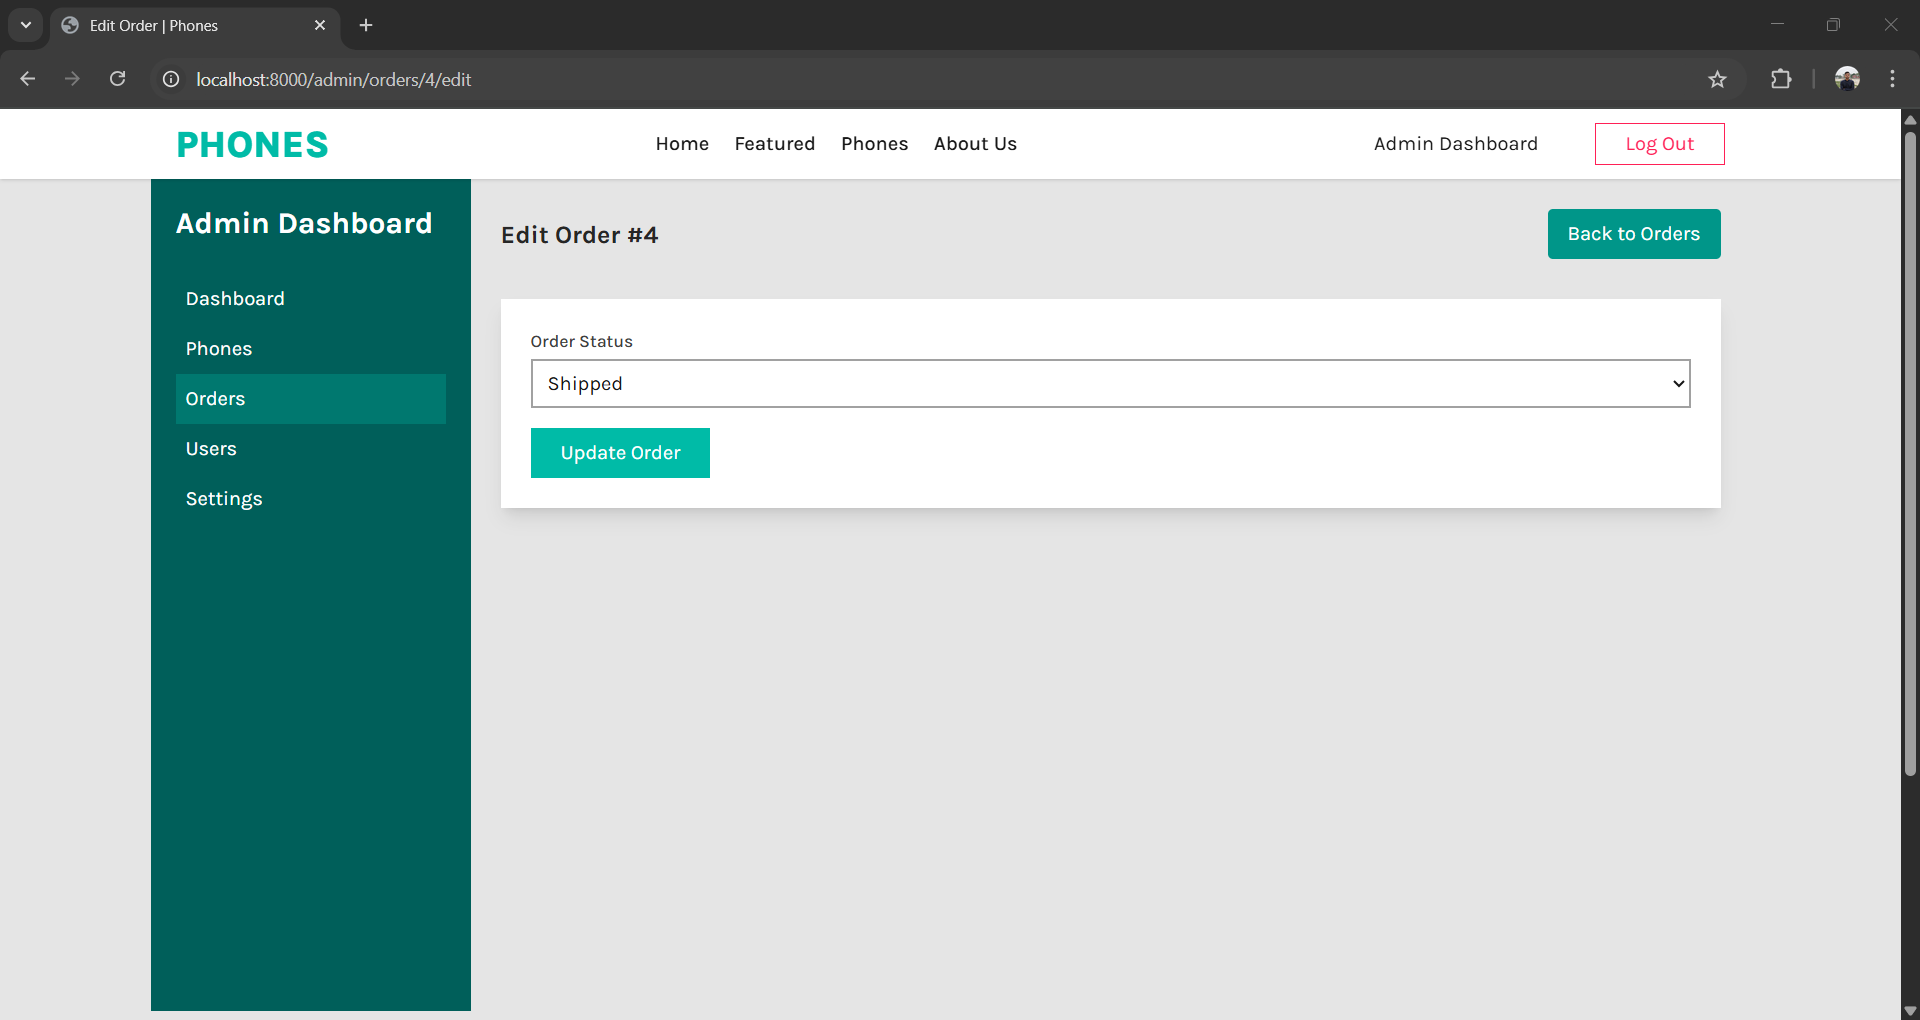 Edit Order | Phones
localhost:8000/admin/orders/4/edit
PHONES
Home Featured Phones About Us
Admin Dashboard
Log Out
Admin Dashboard
Dashboard
Phones
Orders
Users
Settings
Edit Order #4
Back to Orders
Order Status
Shipped
Update Order